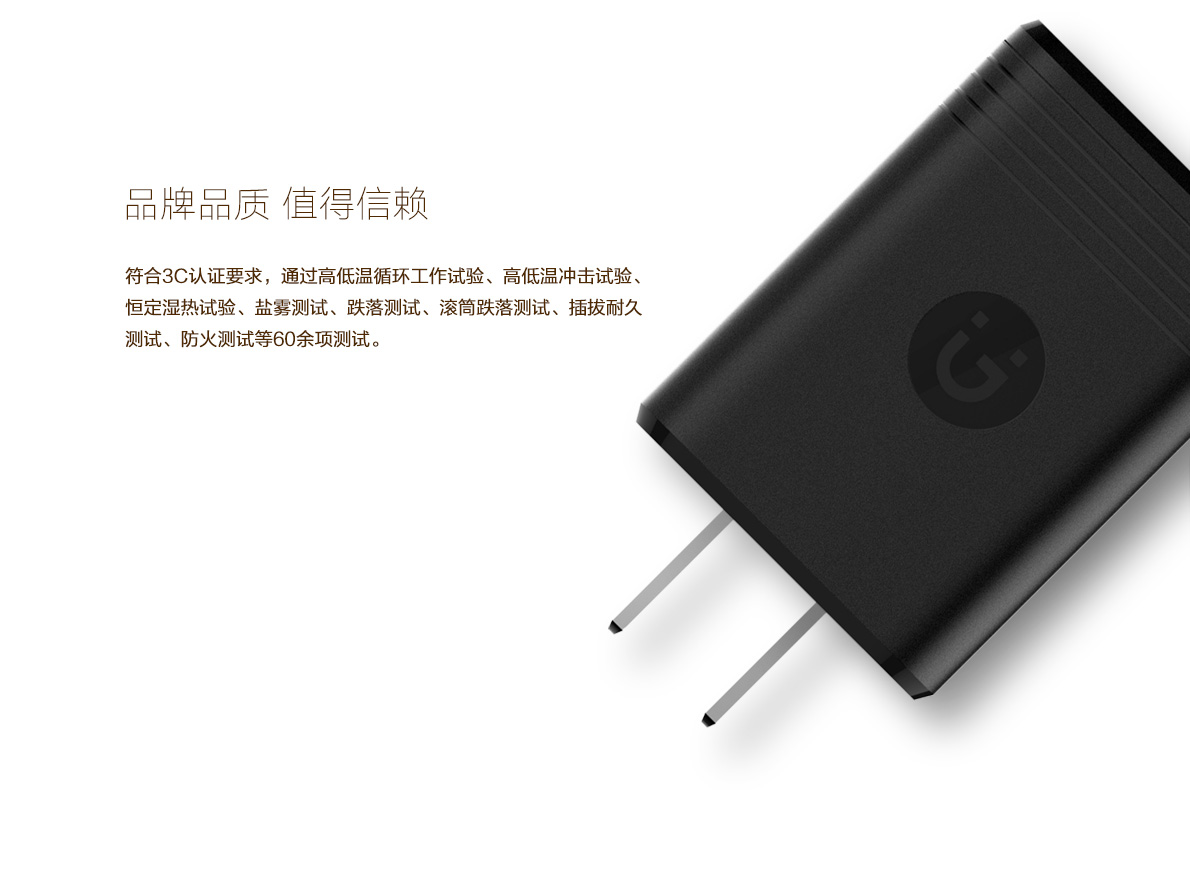 品牌品质 值得信赖
符合3C认证要求，通过高低温循环工作试验、高低温冲击试验、
恒定湿热试验、盐雾测试、跌落测试、滚筒跌落测试、插拔耐久
测试、防火测试等60余项测试。